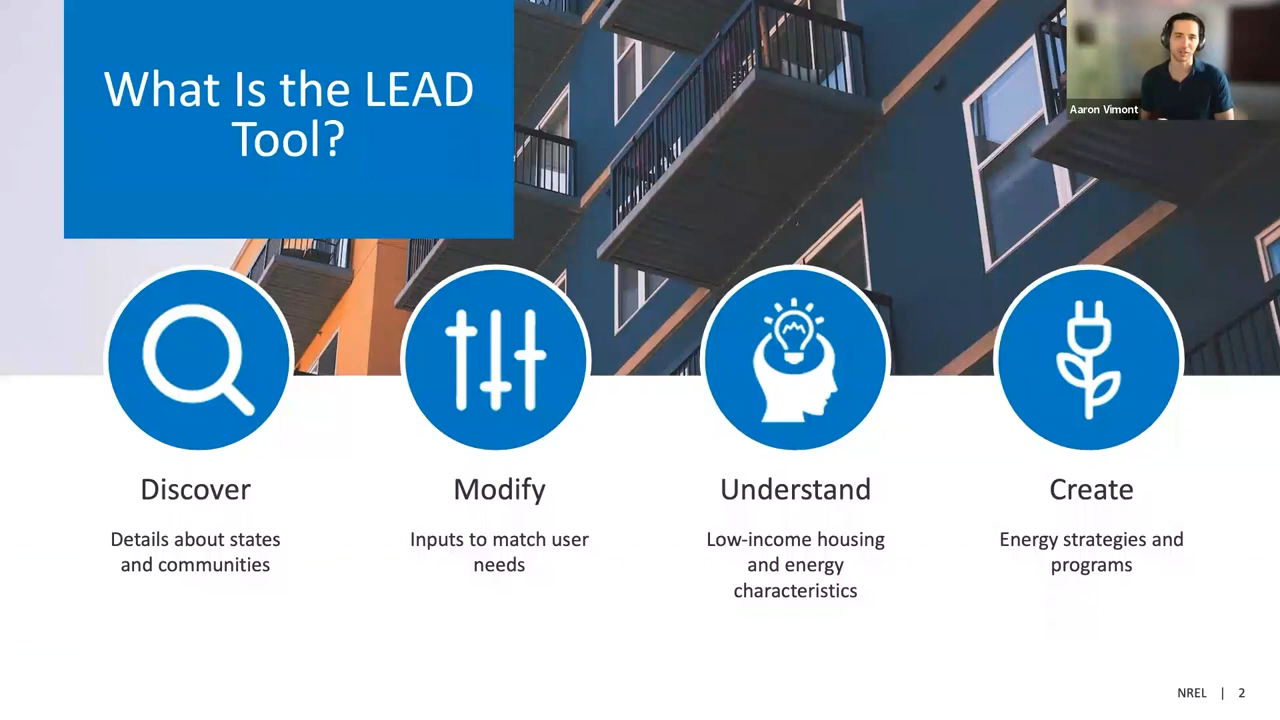 What Is the LEAD
Tool?
Aaron Vimont
Discover
Details about states
and communities
Modify
Inputs to match user
needs
Understand
Low-income housing
and energy
characteristics
Create
Energy strategies and
programs
NREL | 2